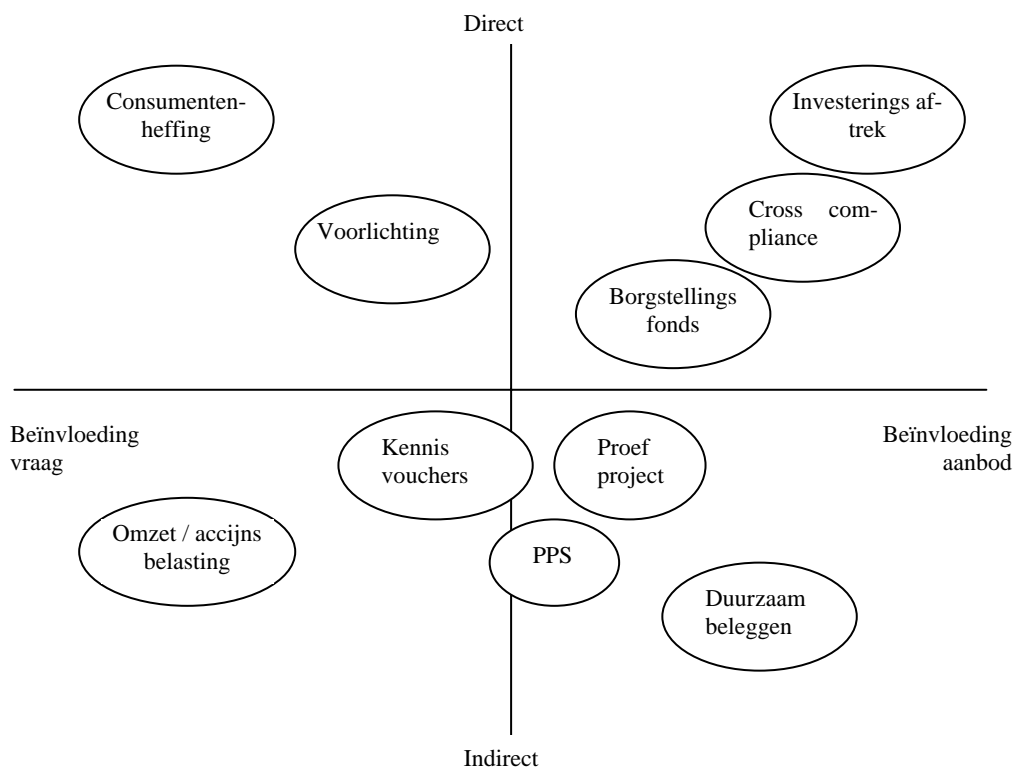 Direct
Consumenten-
heffing
Investerings af-
trek
Cross com-
pliance
Voorlichting
Borgstellings
fonds
Beïnvloeding
vraag
Beïnvloeding
aanbod
Kennis
vouchers
Proef
project
Omzet / accijns
belasting
PPS
Duurzaam
beleggen
Indirect